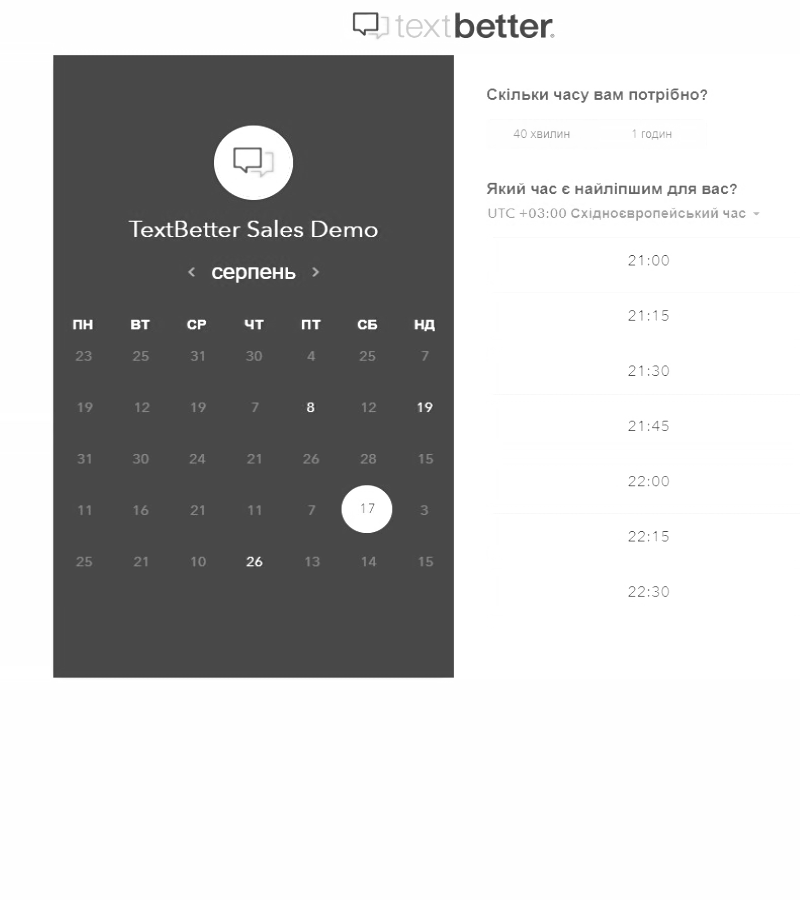 textbetter.
TextBetter Sales Demo
< серпень >
ПН ВТ СР ЧТ ПТ СБ НД
23 25 31 30 4 25 7
19 12 19 7 8 12 19
31 30 24 21 26 28 15
11 16 21 11 7 17 3
25 21 10 26 13 14 15
Скільки часу вам потрібно?
40 хвилин 1 годин
Який час є найліпшим для вас?
UTC +03:00 Східноєвропейський час
21:00
21:15
21:30
21:45
22:00
22:15
22:30